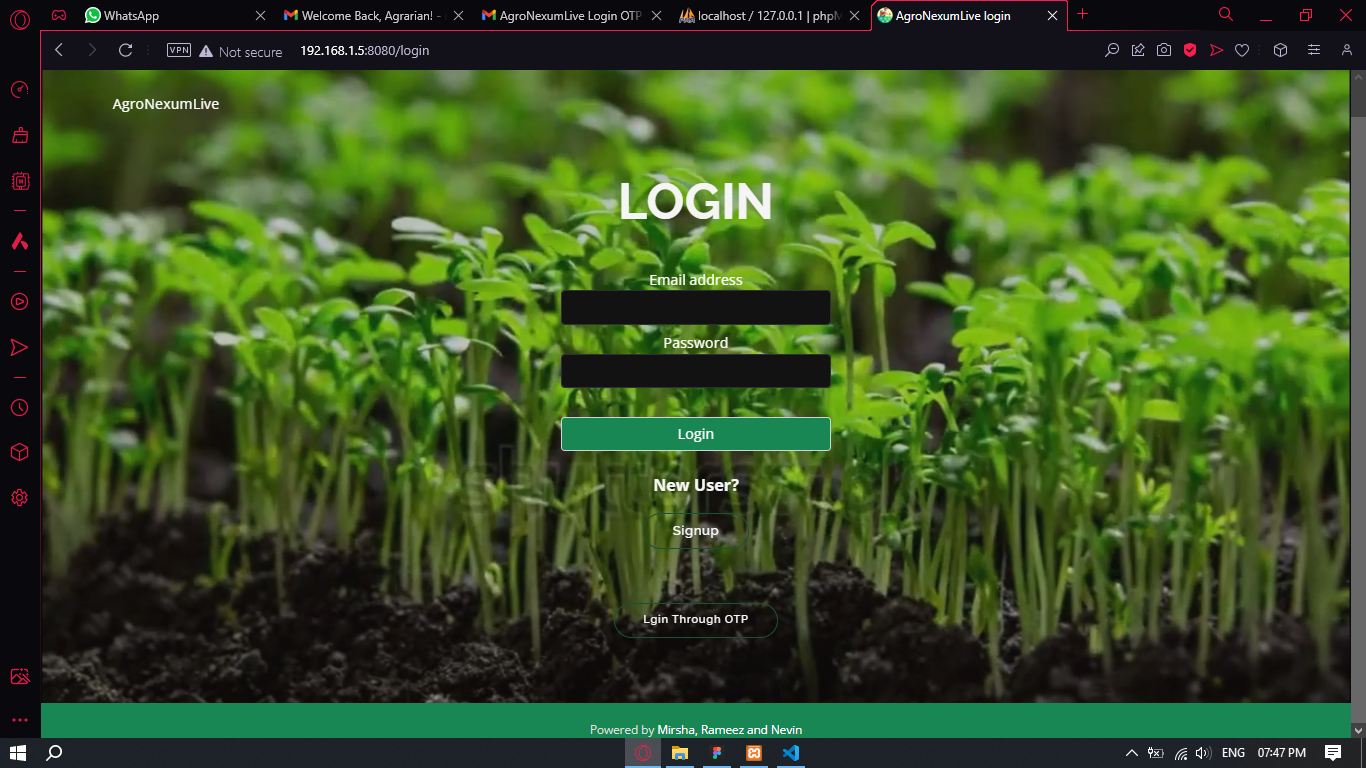 WhatsApp
Welcome Back, Agrarian! -
AgroNexumLive Login OTP
localhost / 127.0.0.1 | phpM
AgroNexumLive login
VPN
Not secure
192.168.1.5:8080/login
AgroNexumLive
LOGIN
Email address
Password
Login
New User?
Signup
Lgin Through OTP
Powered by Mirsha, Rameez and Nevin
ENG
07:47 PM